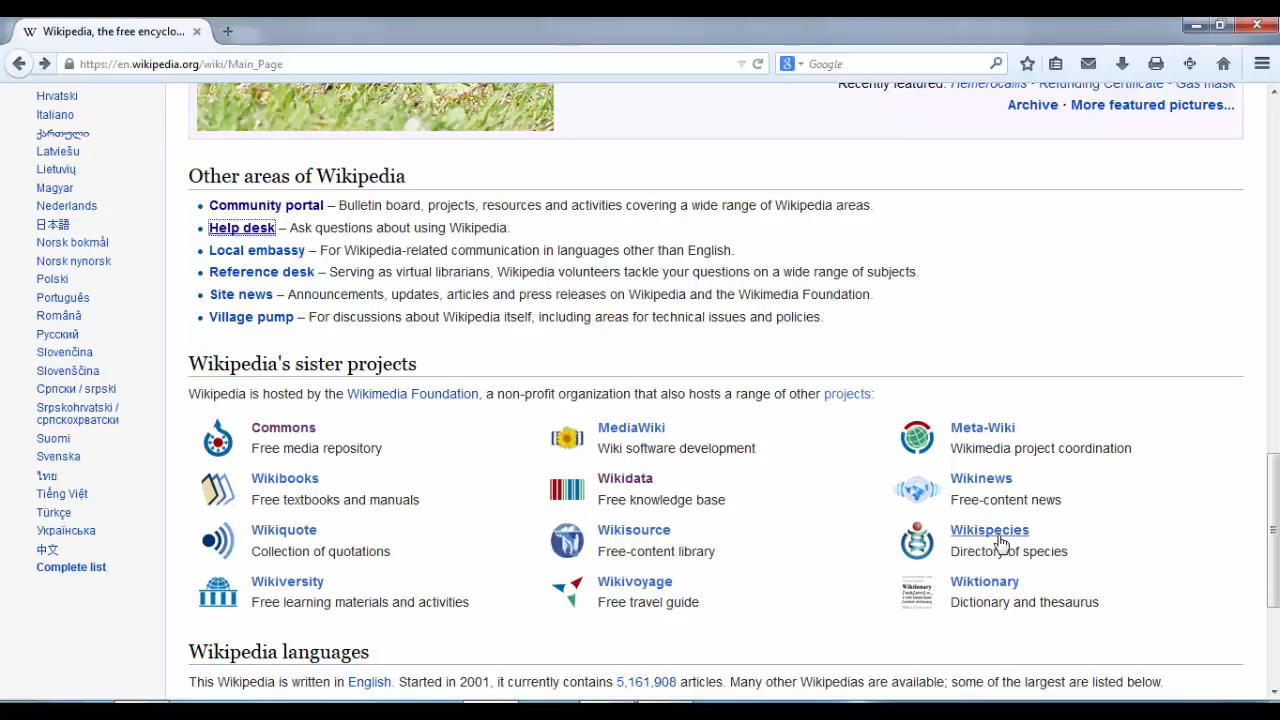 Wikipedia, the free encyclo...
https://en.wikipedia.org/wiki/Main_Page
Google
Hrvatski
Italiano
ქართული
Latviešu
Lietuvių
Magyar
Nederlands
日本語
Norsk bokmål
Norsk nynorsk
Polski
Português
Română
Русский
Slovenčina
Slovenščina
Српски / srpski
Srpskohrvatski /
српскохрватски
Suomi
Svenska
ไทย
Tiếng Việt
Türkçe
Українська
中文
Complete list
Recently featured: Hemerocallis · Refunding Certificate · Gas mask
Archive · More featured pictures...
Other areas of Wikipedia
Community portal – Bulletin board, projects, resources and activities covering a wide range of Wikipedia areas.
Help desk – Ask questions about using Wikipedia.
Local embassy – For Wikipedia-related communication in languages other than English.
Reference desk – Serving as virtual librarians, Wikipedia volunteers tackle your questions on a wide range of subjects.
Site news – Announcements, updates, articles and press releases on Wikipedia and the Wikimedia Foundation.
Village pump – For discussions about Wikipedia itself, including areas for technical issues and policies.
Wikipedia's sister projects
Wikipedia is hosted by the Wikimedia Foundation, a non-profit organization that also hosts a range of other projects:
Commons
Free media repository
MediaWiki
Wiki software development
Meta-Wiki
Wikimedia project coordination
Wikibooks
Free textbooks and manuals
Wikidata
Free knowledge base
Wikinews
Free-content news
Wikiquote
Collection of quotations
Wikisource
Free-content library
Wikispecies
Directory of species
Wikiversity
Free learning materials and activities
Wikivoyage
Free travel guide
Wiktionary
Dictionary and thesaurus
Wikipedia languages
This Wikipedia is written in English. Started in 2001, it currently contains 5,161,908 articles. Many other Wikipedias are available; some of the largest are listed below.